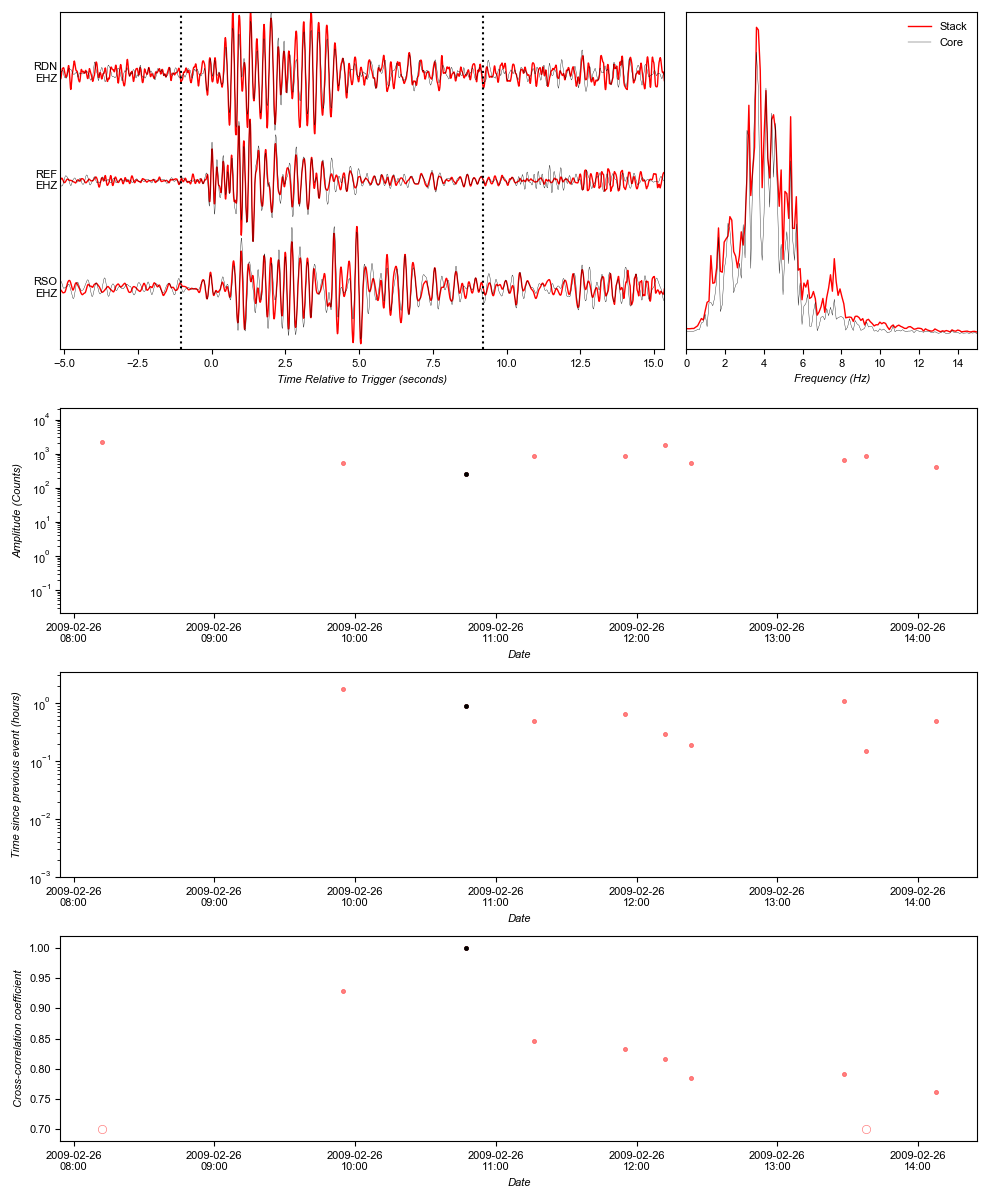 RDN
EHZ
REF
EHZ
RSO
EHZ
−5.0 −2.5 0.0 2.5 5.0 7.5 10.0 12.5 15.0
Time Relative to Trigger (seconds)
Stack
Core
0 2 4 6 8 10 12 14
Frequency (Hz)
Amplitude (Counts)
10⁴
10³
10²
10¹
10⁰
10⁻¹
2009-02-26 2009-02-26 2009-02-26 2009-02-26 2009-02-26 2009-02-26 2009-02-26
08:00 09:00 10:00 11:00 12:00 13:00 14:00
Date
Time since previous event (hours)
10⁰
10⁻¹
10⁻²
10⁻³
2009-02-26 2009-02-26 2009-02-26 2009-02-26 2009-02-26 2009-02-26 2009-02-26
08:00 09:00 10:00 11:00 12:00 13:00 14:00
Date
Cross-correlation coefficient
1.00
0.95
0.90
0.85
0.80
0.75
0.70
2009-02-26 2009-02-26 2009-02-26 2009-02-26 2009-02-26 2009-02-26 2009-02-26
08:00 09:00 10:00 11:00 12:00 13:00 14:00
Date